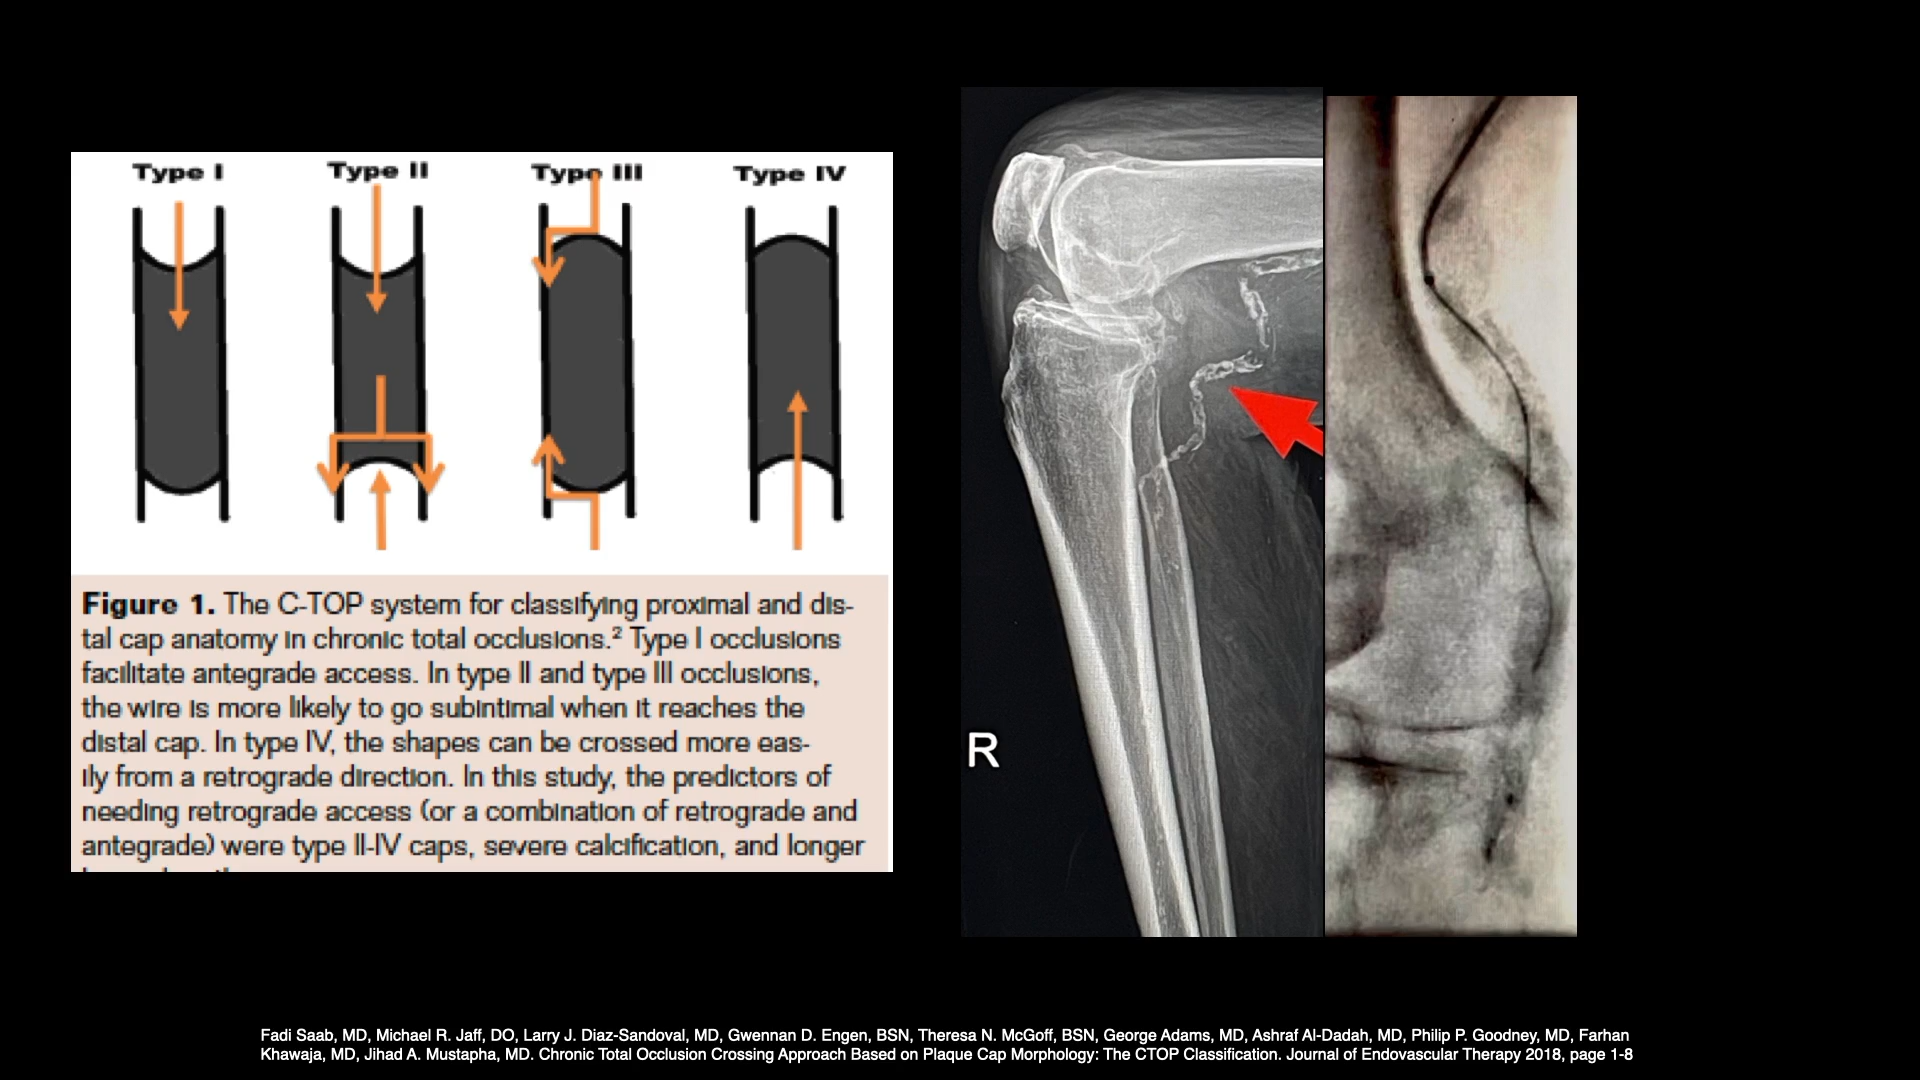 Type I
Type II
Type III
Type IV
Figure 1. The C-TOP system for classifying proximal and dis-
tal cap anatomy in chronic total occlusions.² Type I occlusions
facilitate antegrade access. In type II and type III occlusions,
the wire is more likely to go subintimal when it reaches the
distal cap. In type IV, the shapes can be crossed more eas-
ily from a retrograde direction. In this study, the predictors of
needing retrograde access (or a combination of retrograde and
antegrade) were type II-IV caps, severe calcification, and longer
R
Fadi Saab, MD, Michael R. Jaff, DO, Larry J. Diaz-Sandoval, MD, Gwennan D. Engen, BSN, Theresa N. McGoff, BSN, George Adams, MD, Ashraf Al-Dadah, MD, Philip P. Goodney, MD, Farhan
Khawaja, MD, Jihad A. Mustapha, MD. Chronic Total Occlusion Crossing Approach Based on Plaque Cap Morphology: The CTOP Classification. Journal of Endovascular Therapy 2018, page 1-8